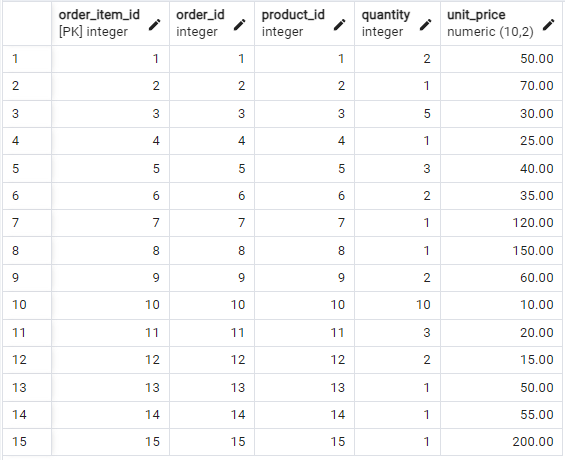 order_item_id order_id product_id quantity unit_price
[PK] integer integer integer integer numeric (10,2)
1 1 1 1 2 50.00
2 2 2 2 1 70.00
3 3 3 3 5 30.00
4 4 4 4 1 25.00
5 5 5 5 3 40.00
6 6 6 6 2 35.00
7 7 7 7 1 120.00
8 8 8 8 1 150.00
9 9 9 9 2 60.00
10 10 10 10 10 10.00
11 11 11 11 3 20.00
12 12 12 12 2 15.00
13 13 13 13 1 50.00
14 14 14 14 1 55.00
15 15 15 15 1 200.00